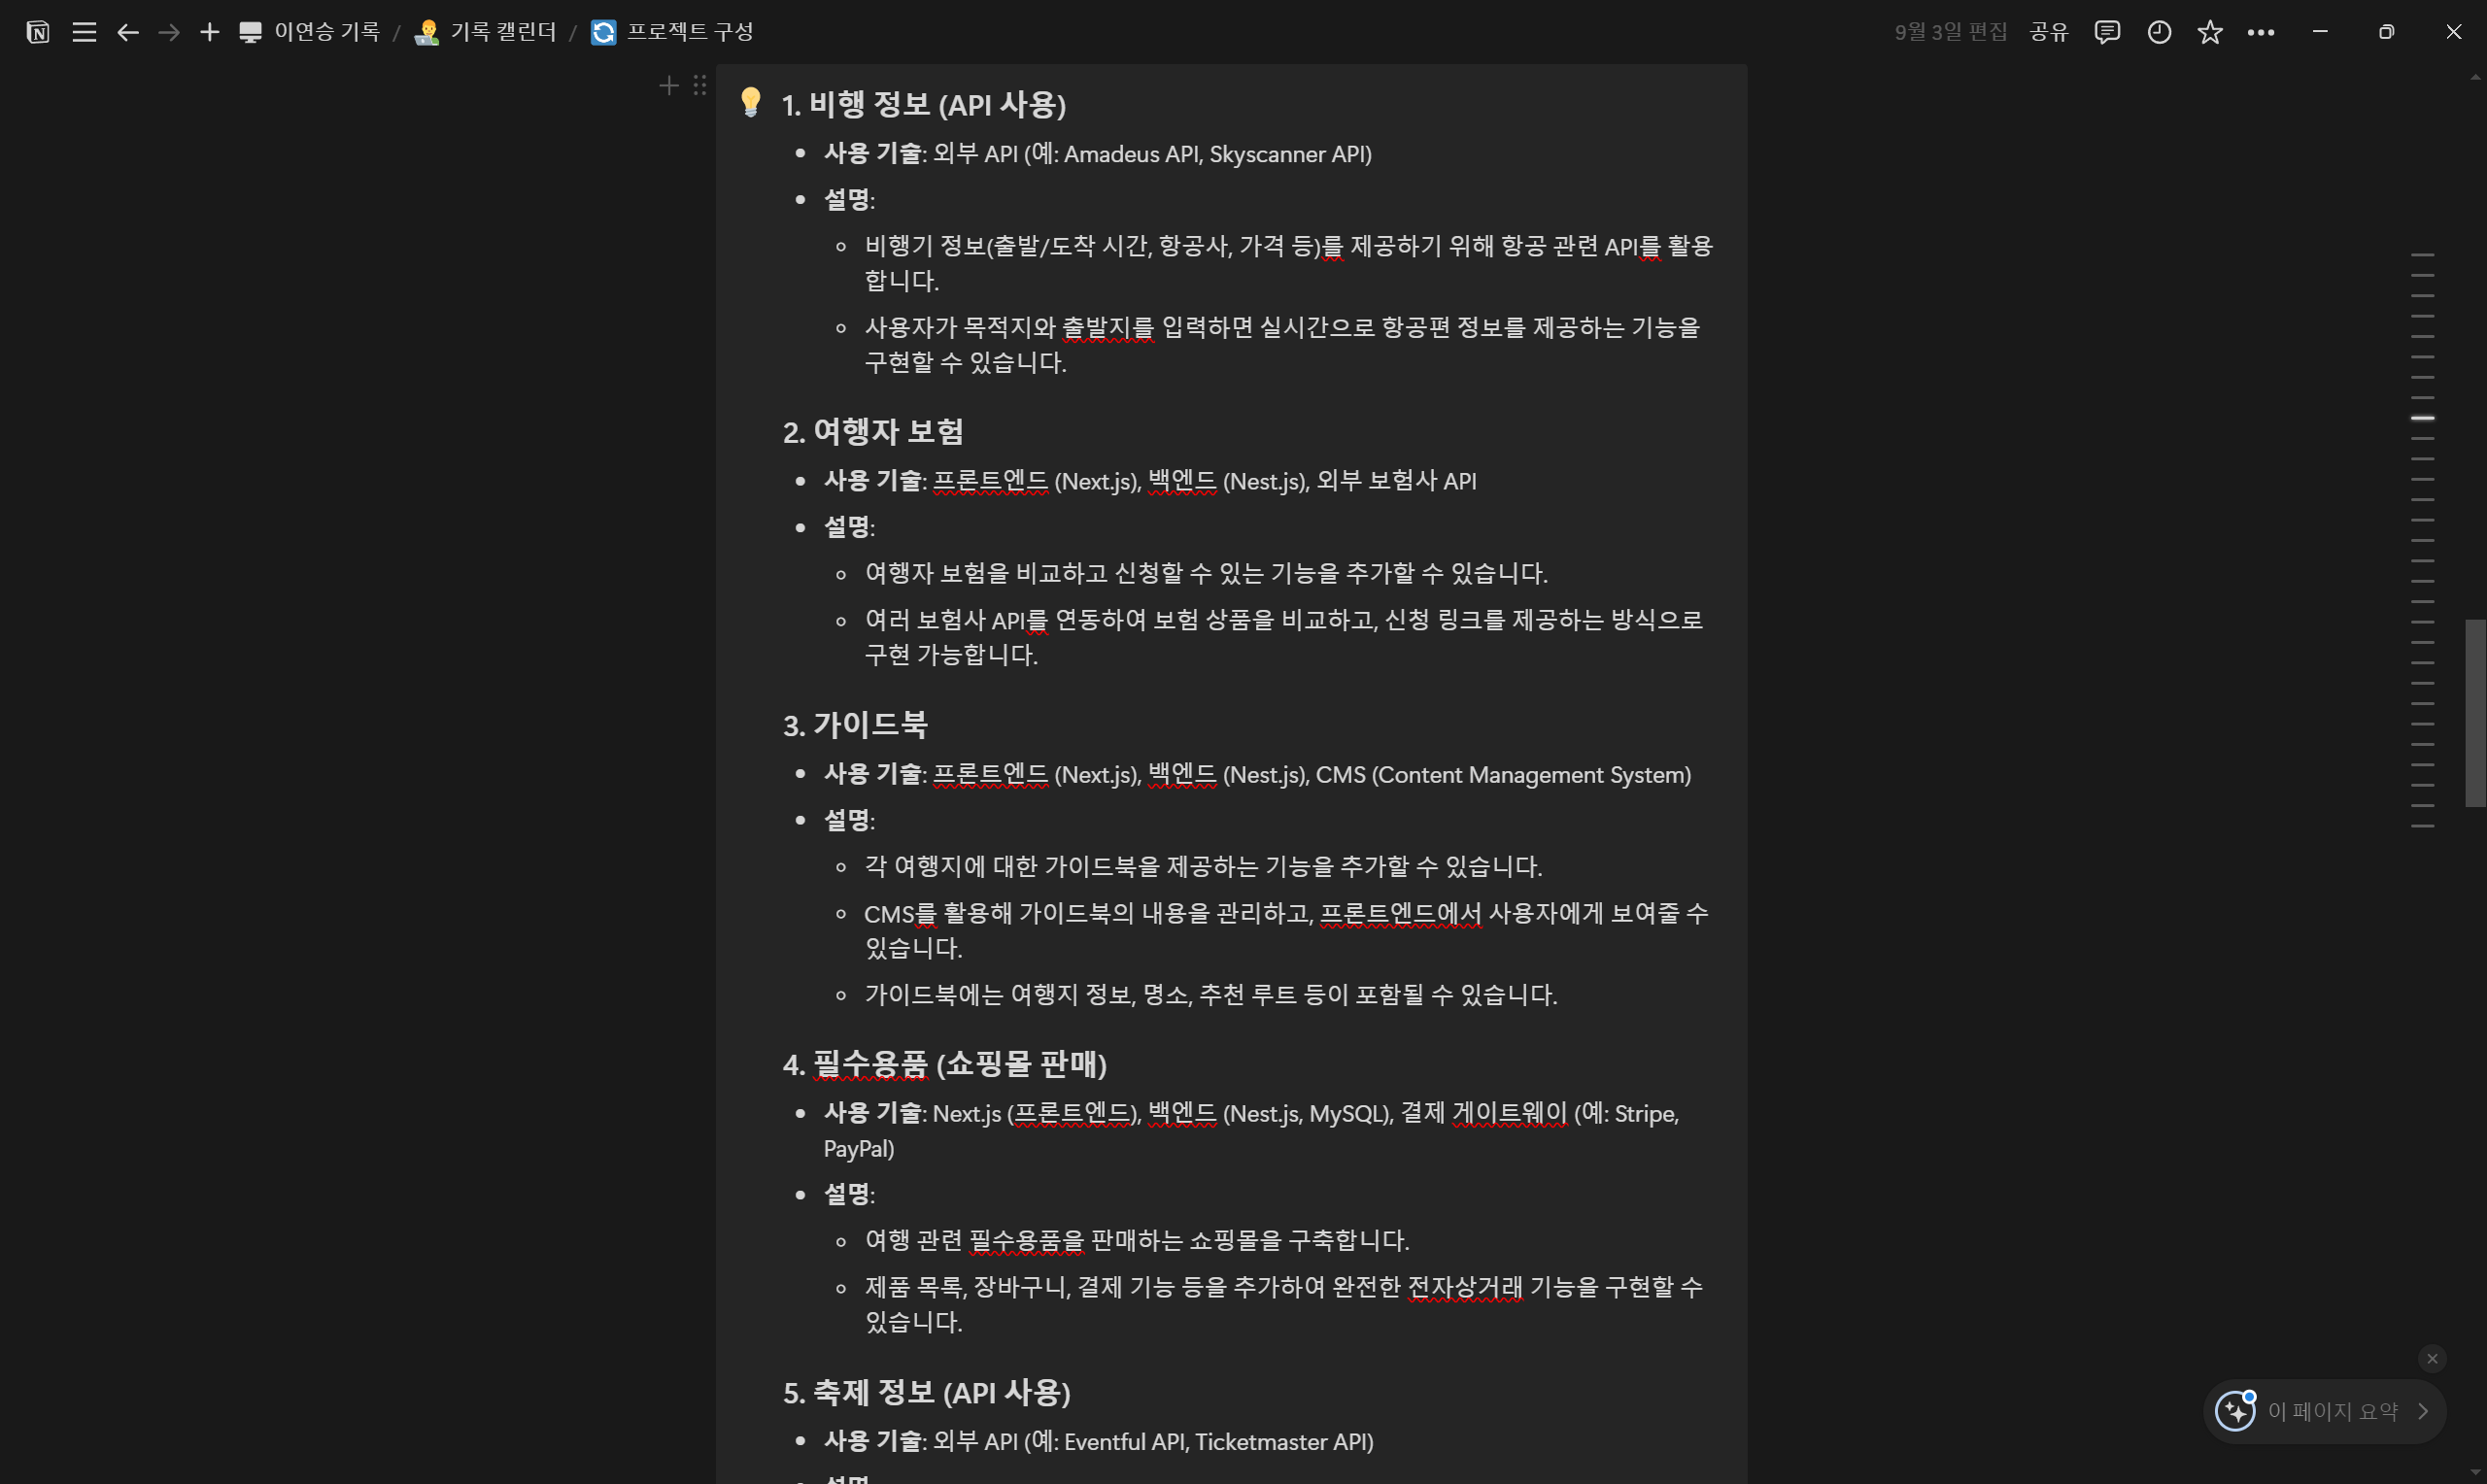 이연승 기록 / 기록 캘린더 / 프로젝트 구성
9월 3일 편집 공유
1. 비행 정보 (API 사용)
사용 기술: 외부 API (예: Amadeus API, Skyscanner API)
설명:
비행기 정보(출발/도착 시간, 항공사, 가격 등)를 제공하기 위해 항공 관련 API를 활용
합니다.
사용자가 목적지와 출발지를 입력하면 실시간으로 항공편 정보를 제공하는 기능을
구현할 수 있습니다.
2. 여행자 보험
사용 기술: 프론트엔드 (Next.js), 백엔드 (Nest.js), 외부 보험사 API
설명:
여행자 보험을 비교하고 신청할 수 있는 기능을 추가할 수 있습니다.
여러 보험사 API를 연동하여 보험 상품을 비교하고, 신청 링크를 제공하는 방식으로
구현 가능합니다.
3. 가이드북
사용 기술: 프론트엔드 (Next.js), 백엔드 (Nest.js), CMS (Content Management System)
설명:
각 여행지에 대한 가이드북을 제공하는 기능을 추가할 수 있습니다.
CMS를 활용해 가이드북의 내용을 관리하고, 프론트엔드에서 사용자에게 보여줄 수
있습니다.
가이드북에는 여행지 정보, 명소, 추천 루트 등이 포함될 수 있습니다.
4. 필수용품 (쇼핑몰 판매)
사용 기술: Next.js (프론트엔드), 백엔드 (Nest.js, MySQL), 결제 게이트웨이 (예: Stripe,
PayPal)
설명:
여행 관련 필수용품을 판매하는 쇼핑몰을 구축합니다.
제품 목록, 장바구니, 결제 기능 등을 추가하여 완전한 전자상거래 기능을 구현할 수
있습니다.
5. 축제 정보 (API 사용)
사용 기술: 외부 API (예: Eventful API, Ticketmaster API)
이 페이지 요약